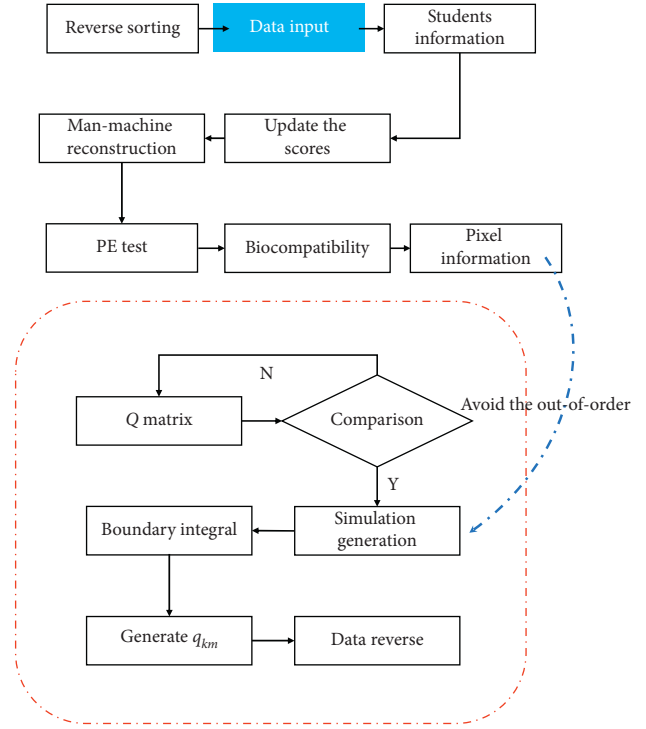 Reverse sorting
Data input
Students
information
Man-machine
reconstruction
Update the
scores
PE test
Biocompatibility
Pixel
information
N
Q matrix
Comparison
Avoid the out-of-order
Y
Boundary integral
Simulation
generation
Generate qkm
Data reverse